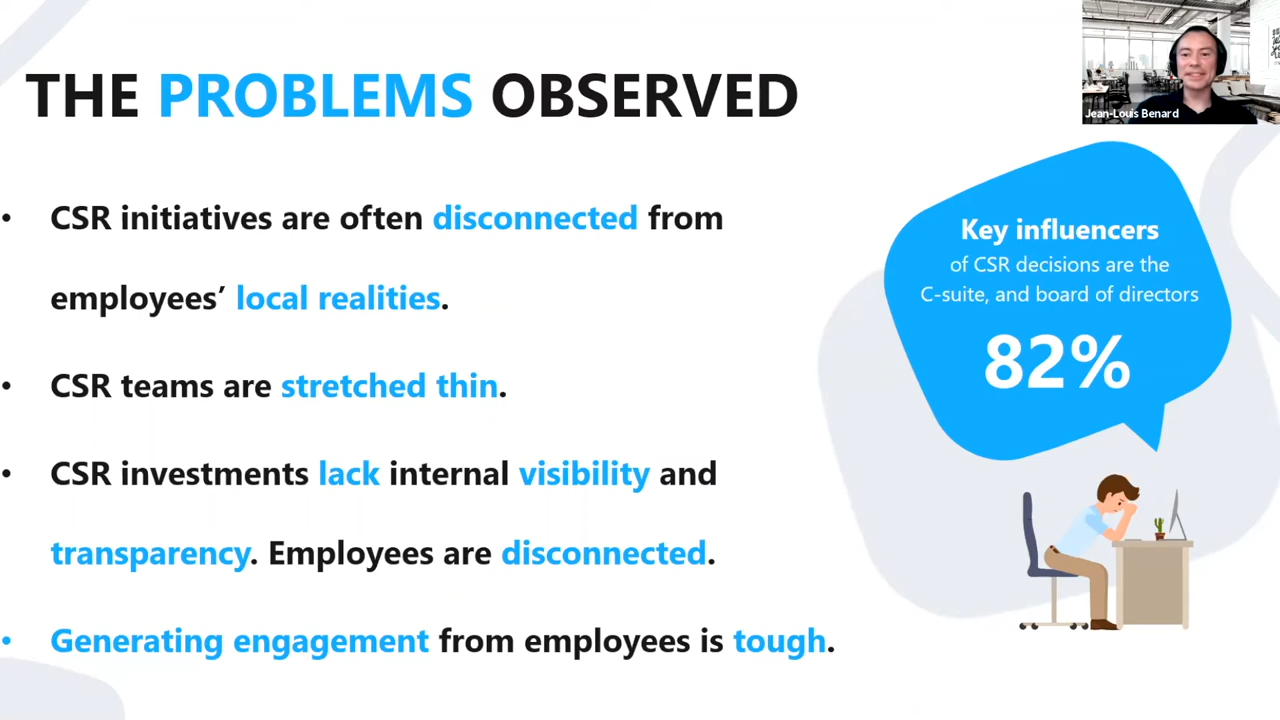 THE PROBLEMS OBSERVED
Jean-Louis Benard
• CSR initiatives are often disconnected from
employees’ local realities.
• CSR teams are stretched thin.
• CSR investments lack internal visibility and
transparency. Employees are disconnected.
• Generating engagement from employees is tough.
Key influencers
of CSR decisions are the
C-suite, and board of directors
82%